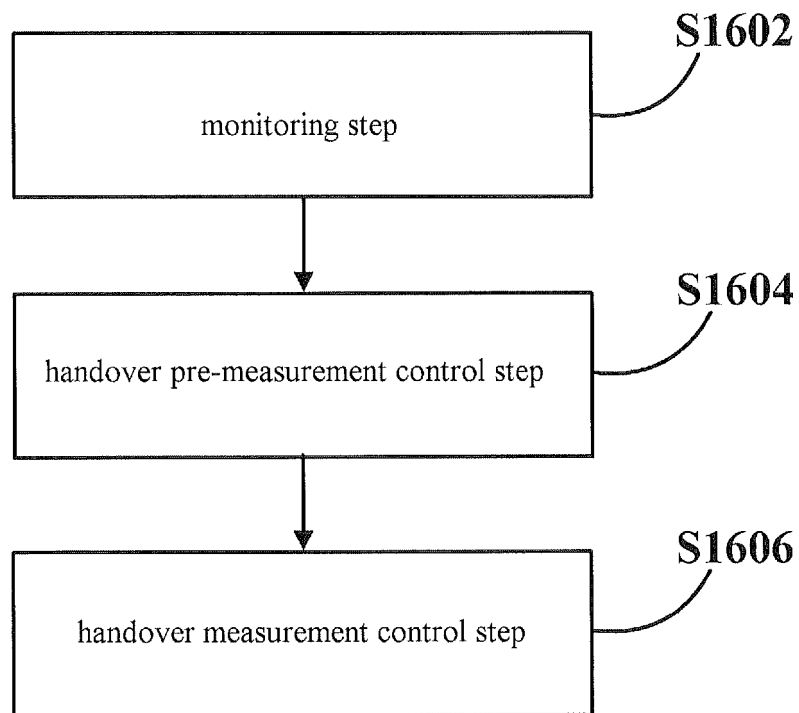 S1602
monitoring step
S1604
handover pre-measurement control step
S1606
handover measurement control step